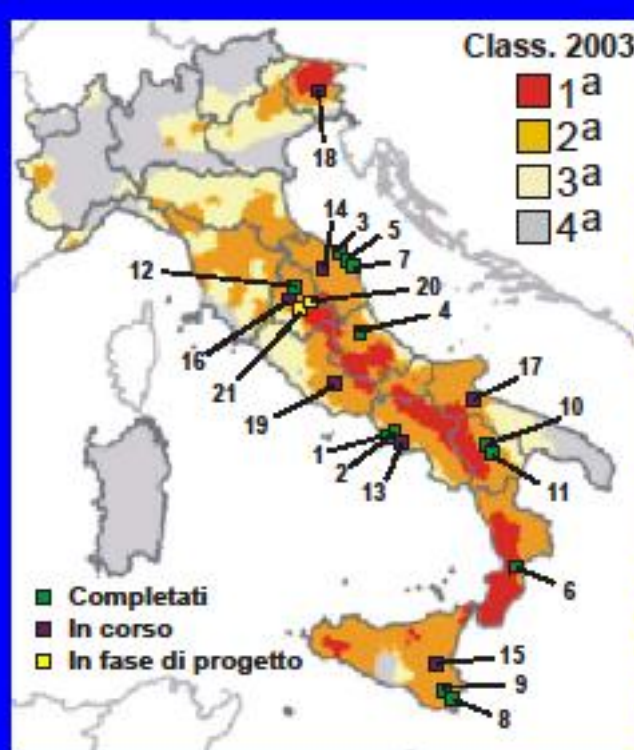 Class. 2003
1ª
2ª
3ª
4ª
18
14 3 5
7
12
20
4
16
21
17
19
10
1
2
13
11
6
Completati
In corso
In fase di progetto
15
9
8